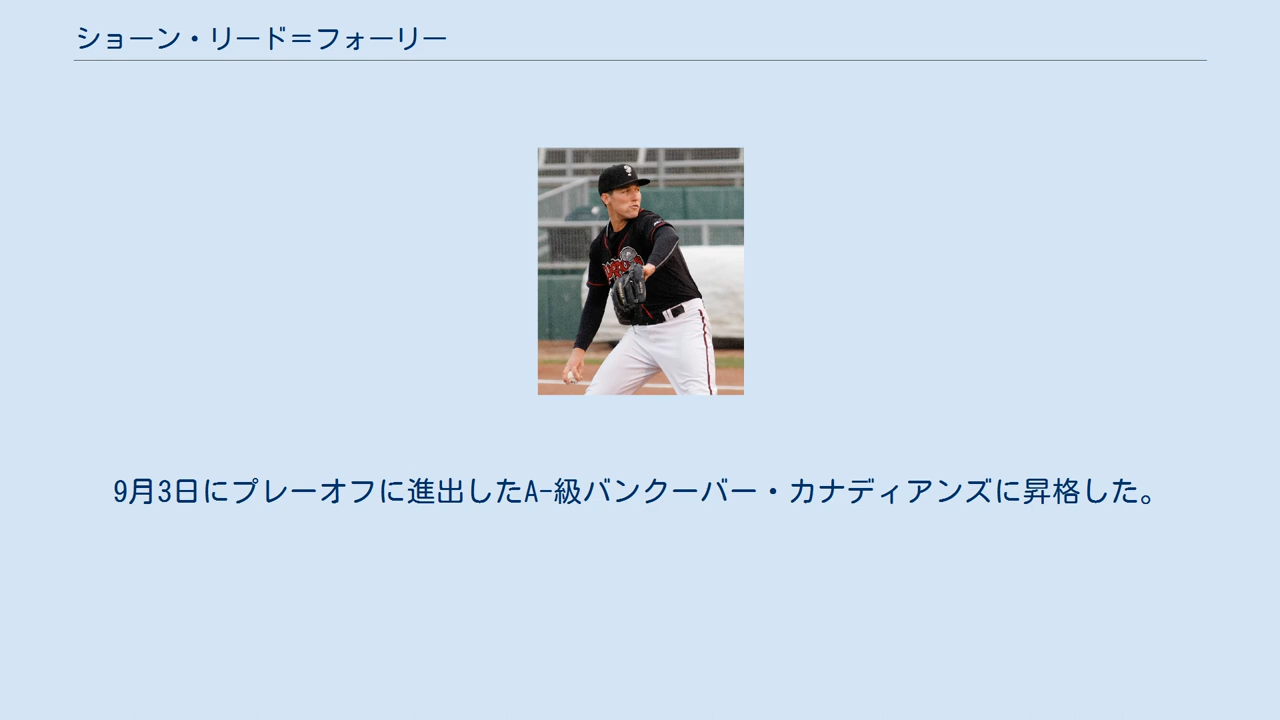 ショーン・リード＝フォーリー
9月3日にプレーオフに進出したA-級バンクーバー・カナディアンズに昇格した。